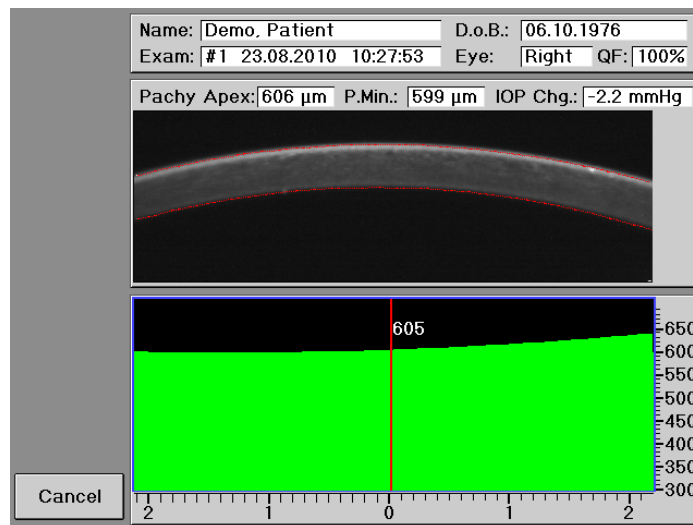 Name: Demo, Patient D.o.B.: 06.10.1976
Exam: #1 23.08.2010 10:27:53 Eye: Right QF: 100%
Pachy Apex: 606 µm P.Min.: 599 µm IOP Chg.: -2.2 mmHg
605
650
600
550
500
450
400
350
300
Cancel
2 1 0 1 2